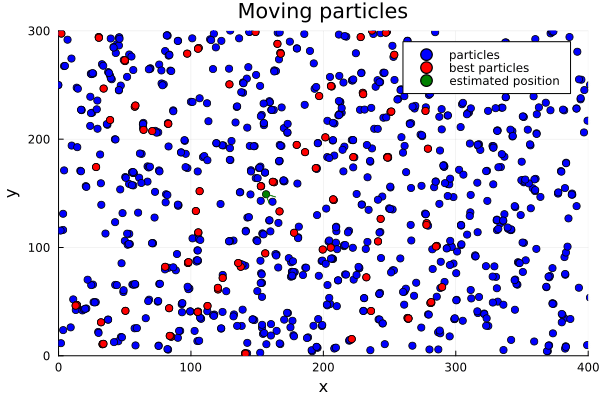 Moving particles
particles
best particles
estimated position
300
200
100
0
y
0
100
200
300
400
x